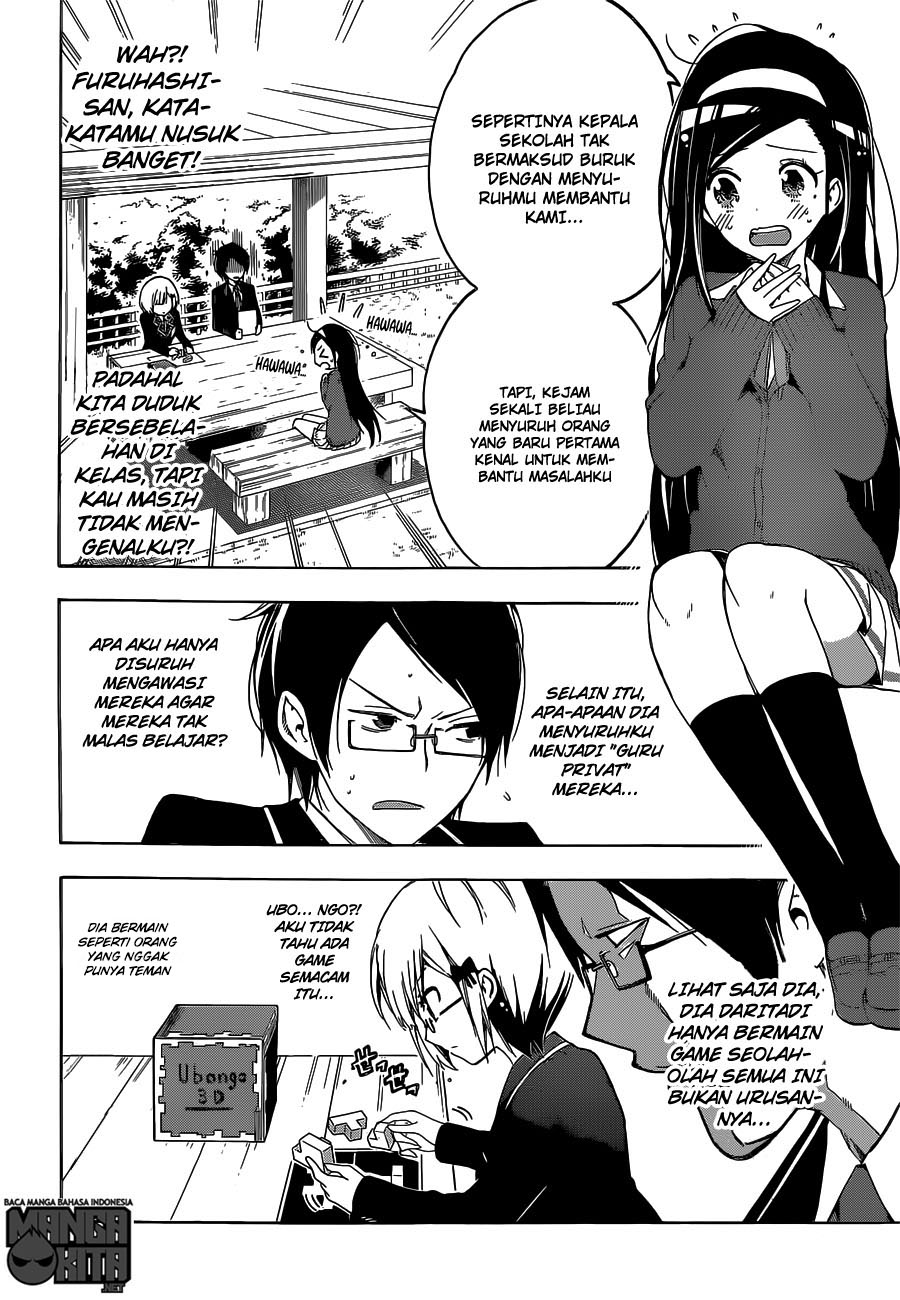 SEPERTINYA KEPALA
SEKOLAH TAK
BERMAKSUD BURUK
DENGAN MENYU-
RUHMU MEMBANTU
KAMI...
TAPI, KEJAM
SEKALI BELIAU
MENYURUH ORANG
YANG BARU PERTAMA
KENAL UNTUK MEM-
BANTU MASALAHKU
WAH?!
FURUHASHI-
SAN, KATA-
KATAMU NUSUK
BANGET!
HAWAWA...
HAWAWA...
PADAHAL
KITA DUDUK
BERSEBELA-
HAN DI
KELAS, TAPI
KAU MASIH
TIDAK MEN-
GENALKU?!
SELAIN ITU,
APA-APAAN DIA
MENYURUHKU
MENJADI "GURU
PRIVAT"
MEREKA...
APA AKU HANYA
DISURUH
MENGAWASI
MEREKA AGAR
MEREKA TAK
MALAS BELAJAR?
LIHAT SAJA DIA,
DIA DARITADI
HANYA BERMAIN
GAME SEOLAH-
OLAH SEMUA INI
BUKAN URUSAN-
NYA...
UBO... NGO?!
AKU TIDAK
TAHU ADA
GAME
SEMACAM
ITU...
DIA BERMAIN
SEPERTI ORANG
YANG NGGAK
PUNYA TEMAN
Ubongo
3D
ぜっ
ぜっ
BACA MANGA BAHASA INDONESIA
MANGA
KITA
.NET